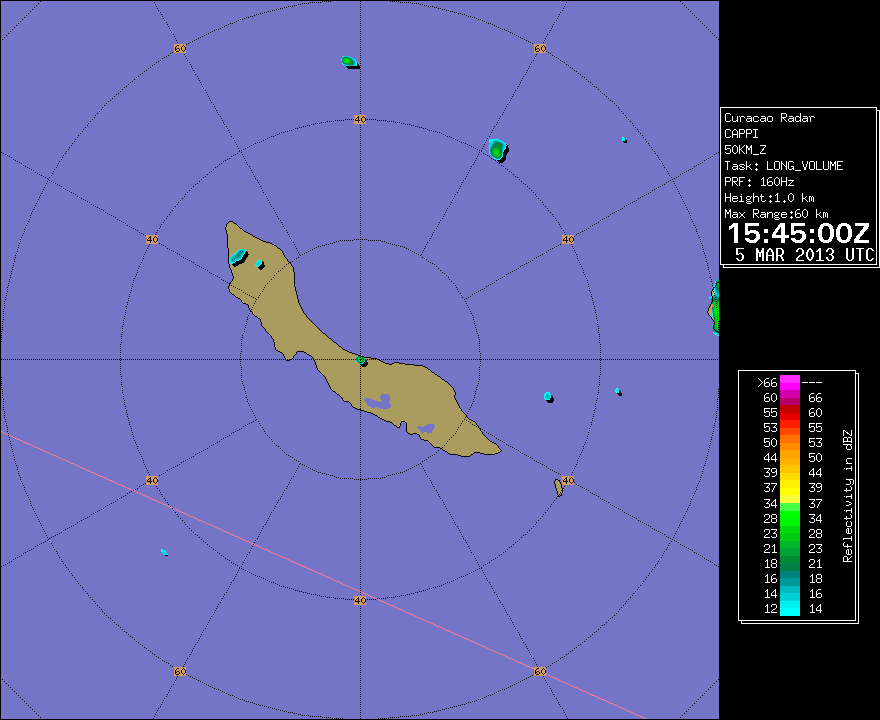 60
60
40
40
40
40
40
40
60
60
Curacao Radar
CAPPI
50KM_Z
Task: LONG_VOLUME
PRF: 160Hz
Height:1.0 km
Max Range:60 km
15:45:00Z
5 MAR 2013 UTC
>66 ---
60 66
55 60
53 55
50 53
44 50
39 44
37 39
34 37
28 34
23 28
21 23
18 21
16 18
14 16
12 14
Reflectivity in dBZ